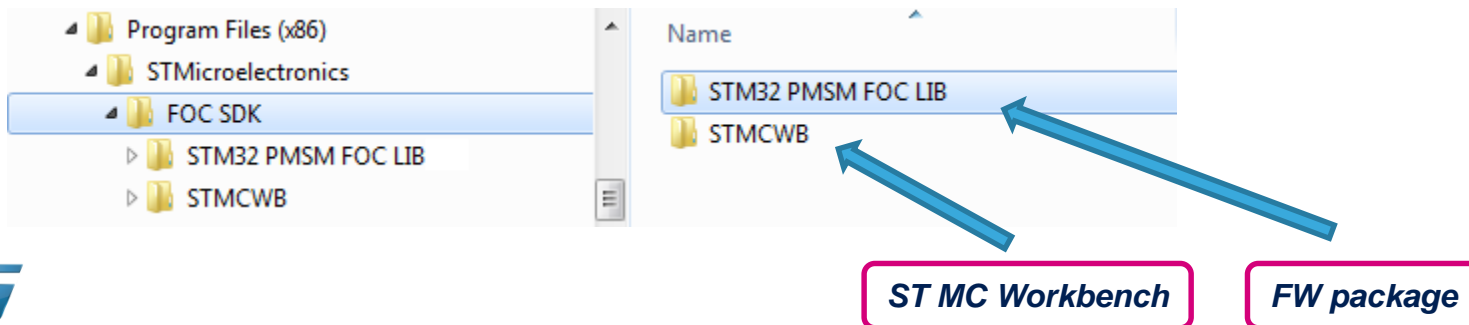 Program Files (x86)
STMicroelectronics
FOC SDK
STM32 PMSM FOC LIB
STMCWB
Name
STM32 PMSM FOC LIB
STMCWB
ST MC Workbench
FW package